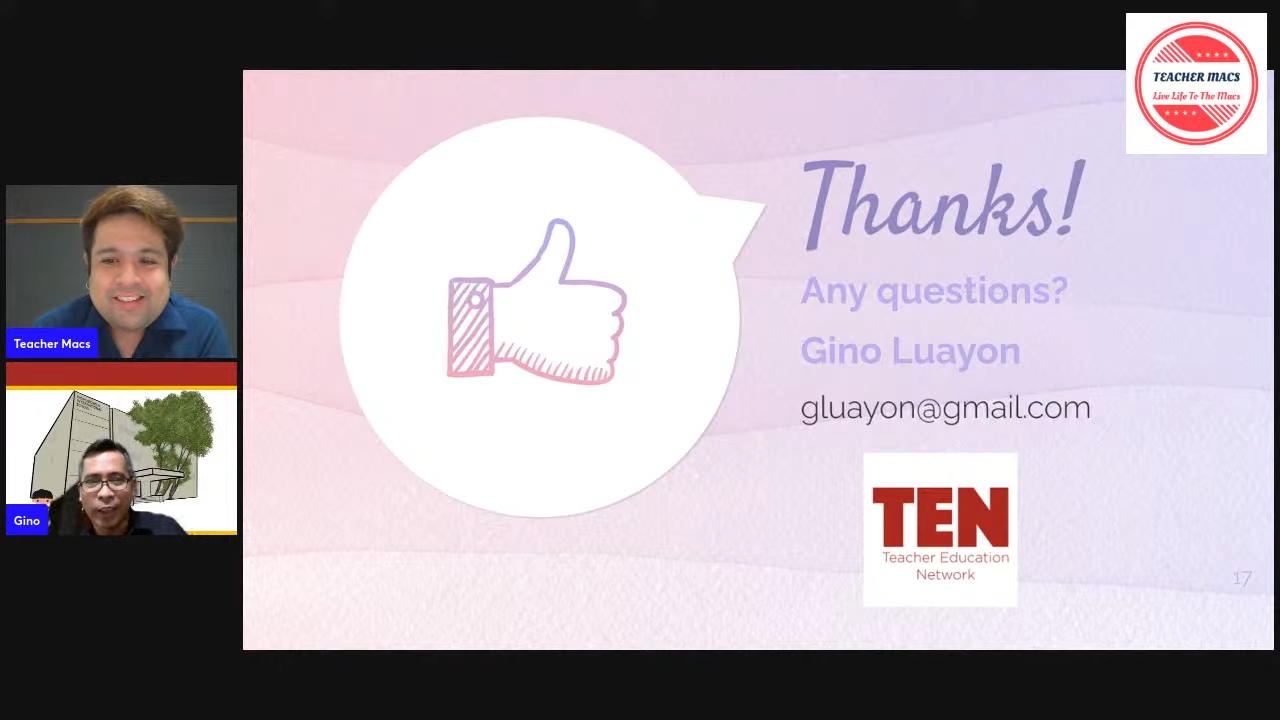 TEACHER MACS
Live Life To The Macs
Thanks!
Any questions?
Gino Luayon
gluayon@gmail.com
TEN
Teacher Education
Network
17
Teacher Macs
Gino